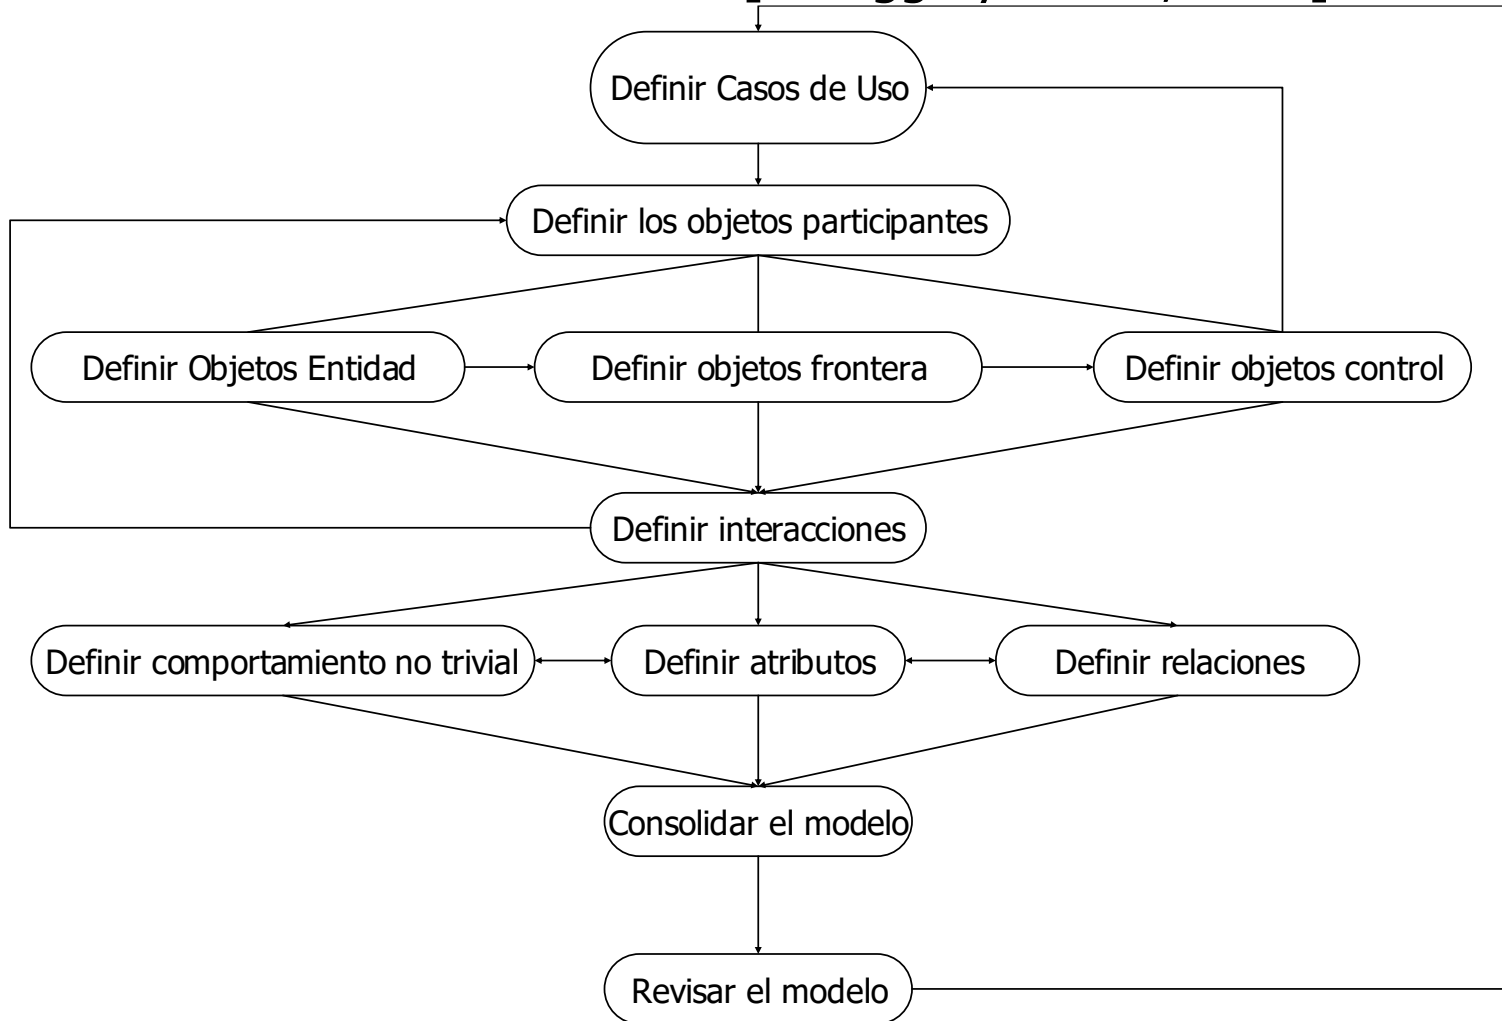 Definir Casos de Uso
Definir los objetos participantes
Definir Objetos Entidad
Definir objetos frontera
Definir objetos control
Definir interacciones
Definir comportamiento no trivial
Definir atributos
Definir relaciones
Consolidar el modelo
Revisar el modelo